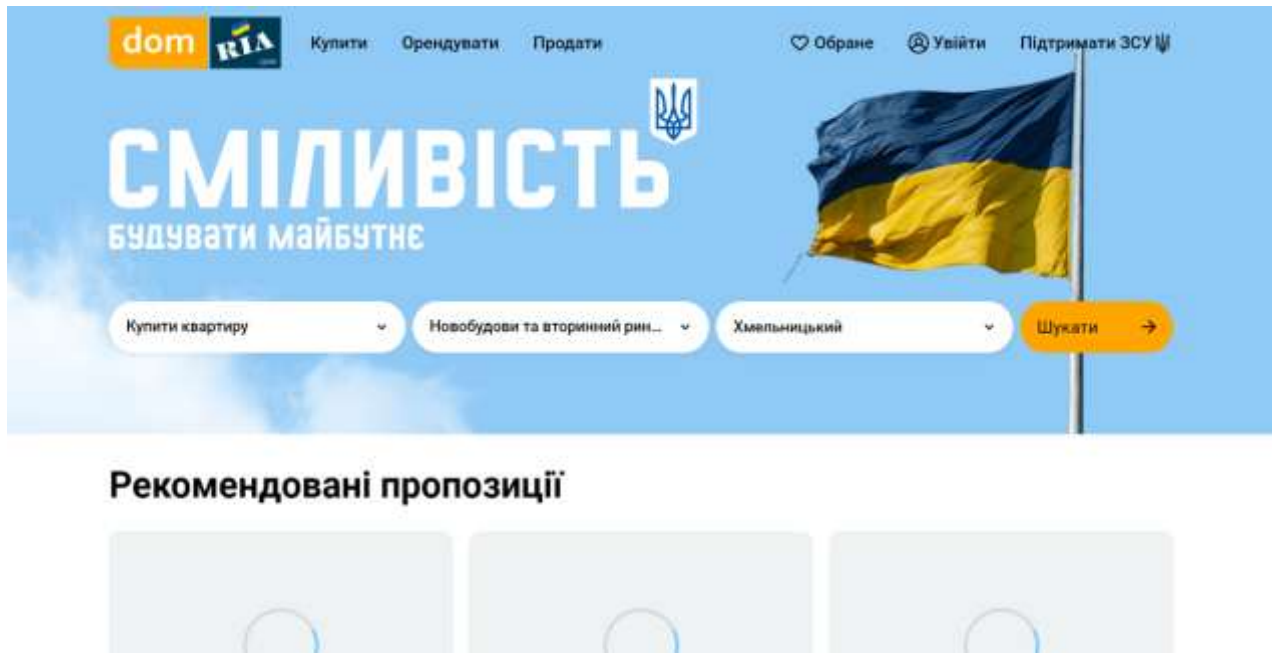 dom RIA Купити Орендувати Продати Обране Увійти Підтримати ЗСУ
СМІЛИВІСТЬ
БУДУВАТИ МАЙБУТНЄ
Купити квартиру Новобудови та вторинний рин... Хмельницький Шукати
Рекомендовані пропозиції